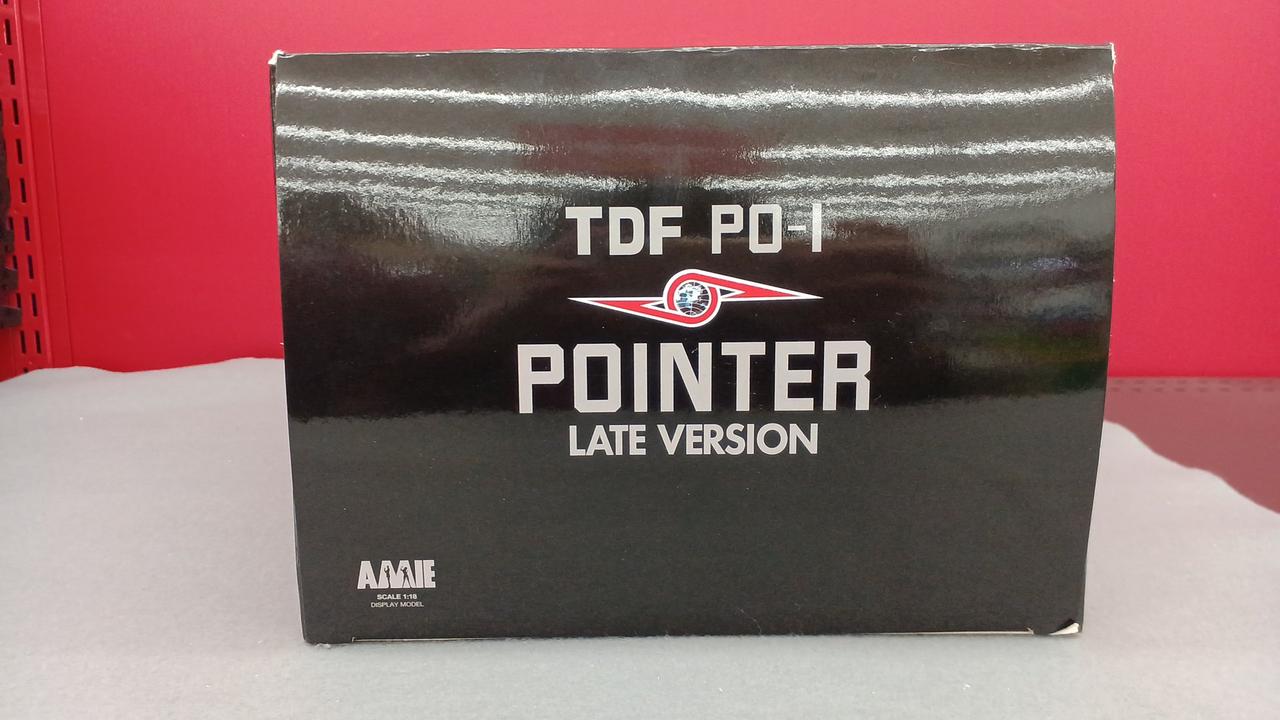 TDF PO-1
POINTER
LATE VERSION
AMIE
SCALE 1:18
DISPLAY MODEL